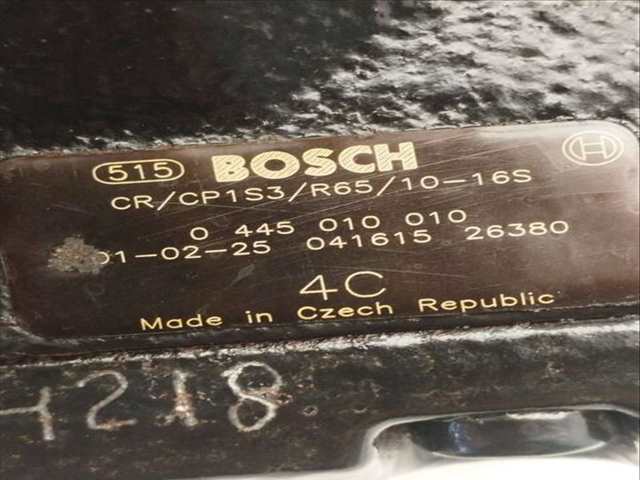 515 BOSCH
CR/CP1S3/R65/10-16S
0 445 010 010
01-02-25 041615 26380
4C
Made in Czech Republic
1218